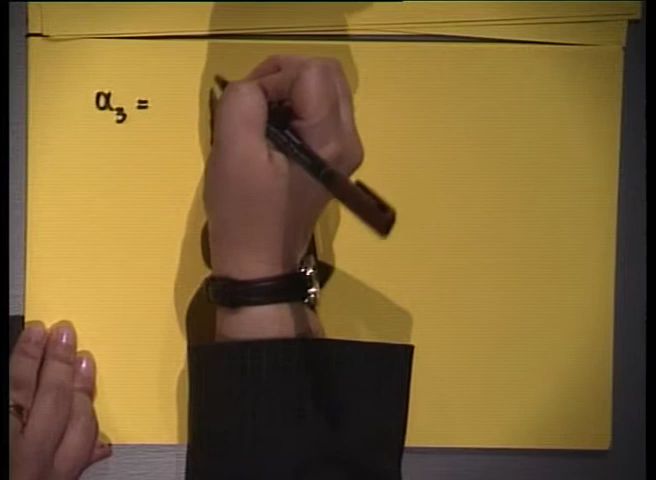 α₃ =